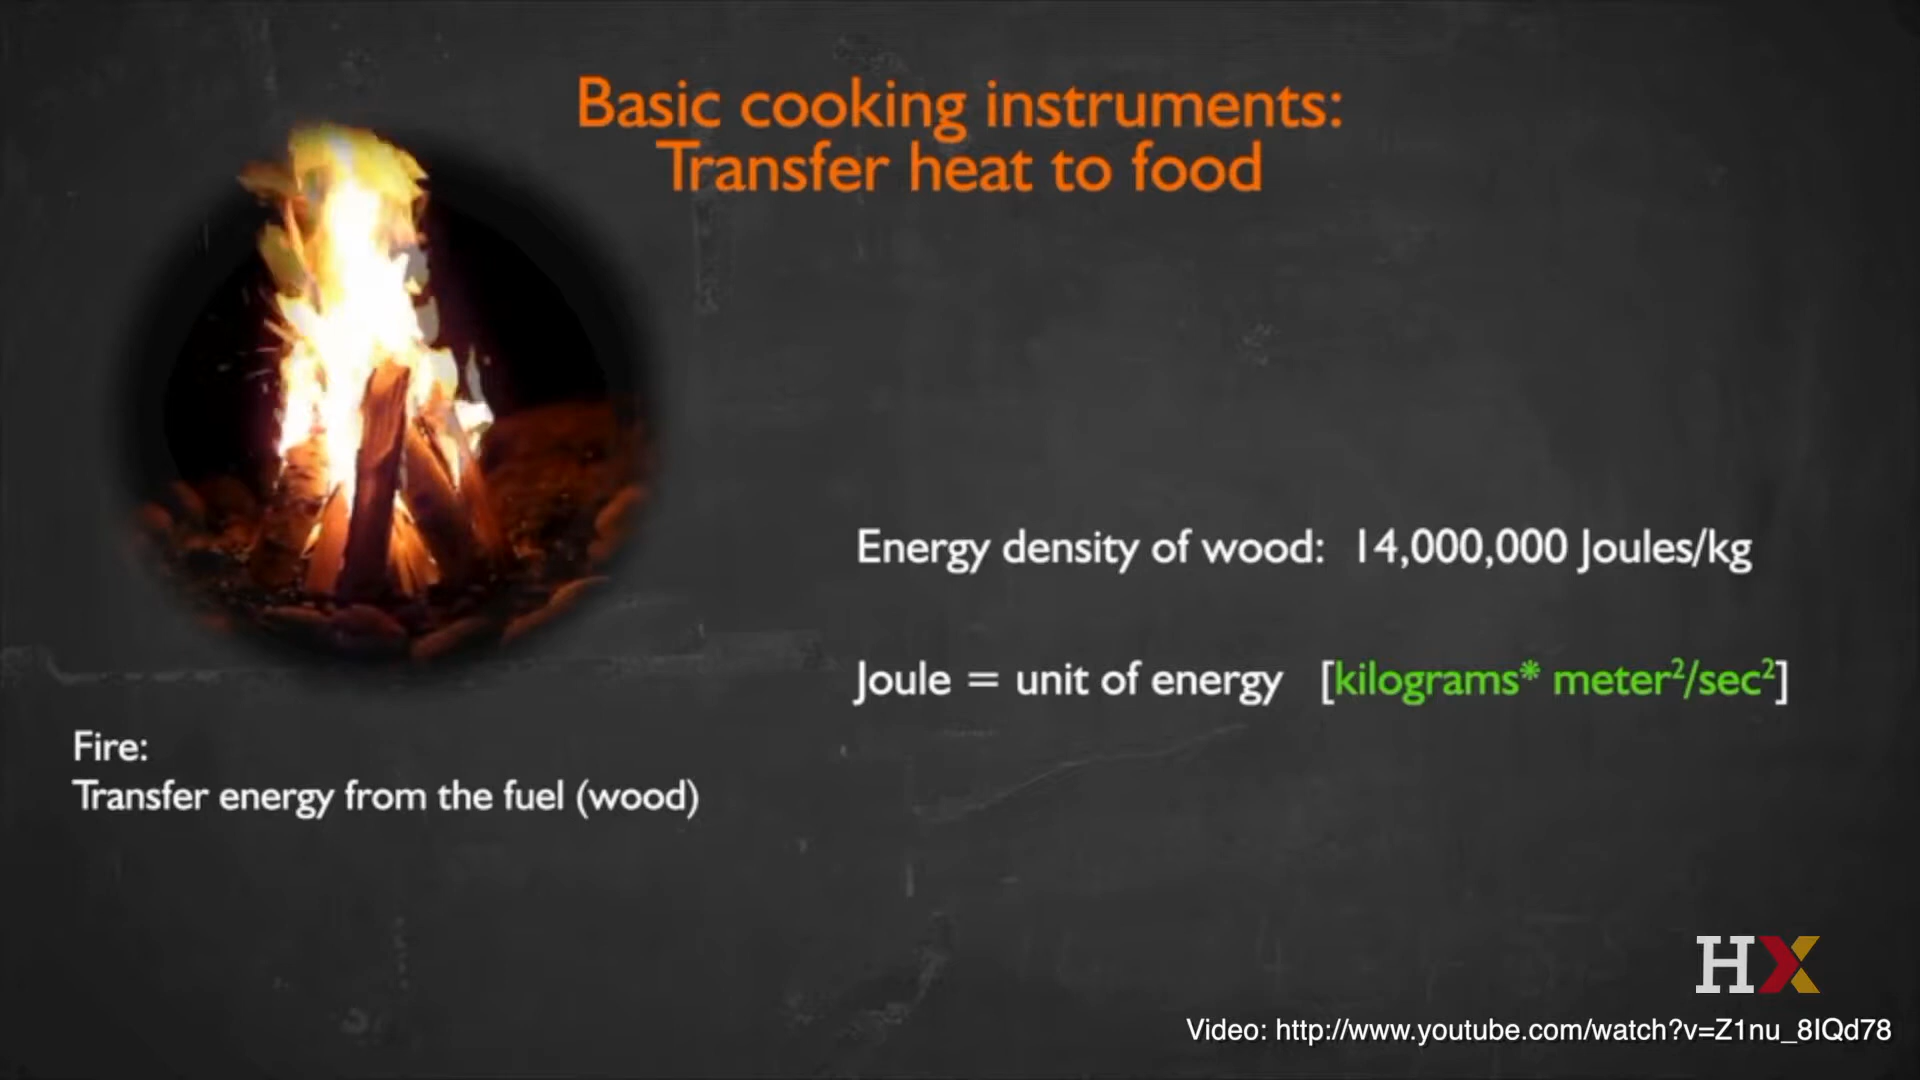 Basic cooking instruments:
Transfer heat to food
Energy density of wood: 14,000,000 Joules/kg
Joule = unit of energy [kilograms* meter²/sec²]
Fire:
Transfer energy from the fuel (wood)
HX
Video: http://www.youtube.com/watch?v=Z1nu_8IQd78